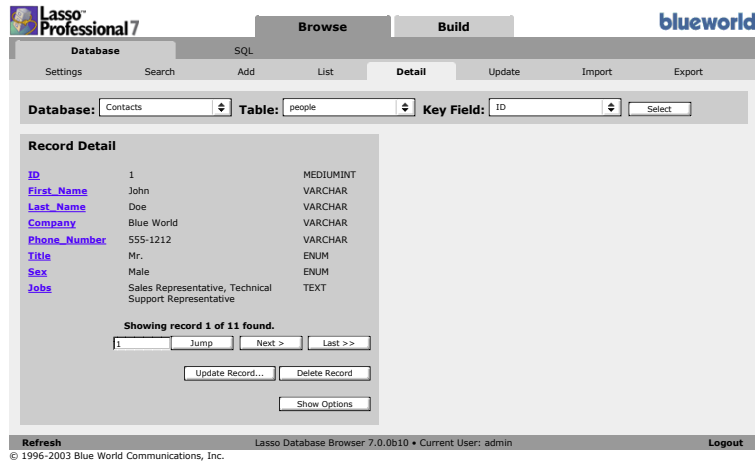 Lasso™
Professional 7
Browse Build
blueworld
Database SQL
Settings Search Add List Detail Update Import Export
Database: Contacts Table: people Key Field: ID Select
Record Detail
ID 1 MEDIUMINT
First_Name John VARCHAR
Last_Name Doe VARCHAR
Company Blue World VARCHAR
Phone_Number 555-1212 VARCHAR
Title Mr. ENUM
Sex Male ENUM
Jobs Sales Representative, Technical TEXT
Support Representative
Showing record 1 of 11 found.
1 Jump Next > Last >>
Update Record... Delete Record
Show Options
Refresh Lasso Database Browser 7.0.0b10 • Current User: admin Logout
© 1996-2003 Blue World Communications, Inc.